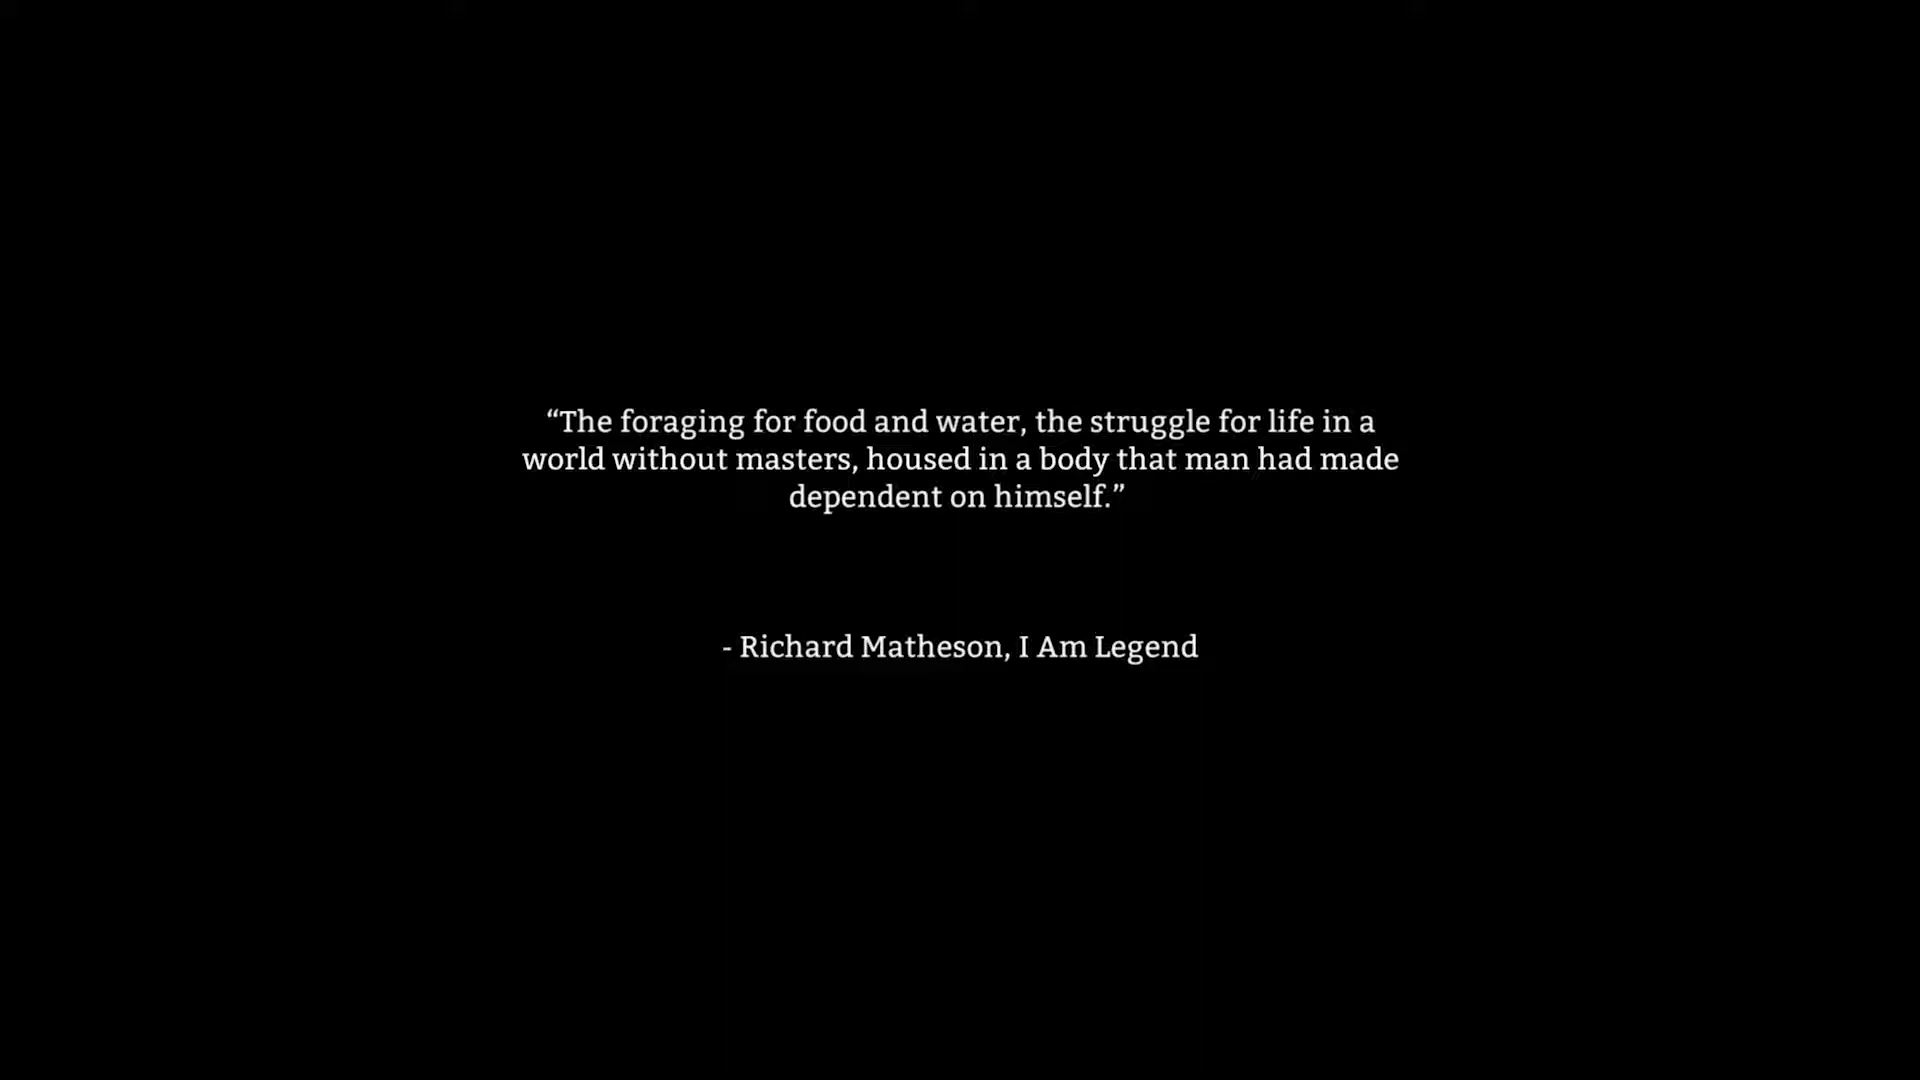 “The foraging for food and water, the struggle for life in a
world without masters, housed in a body that man had made
dependent on himself.”
- Richard Matheson, I Am Legend